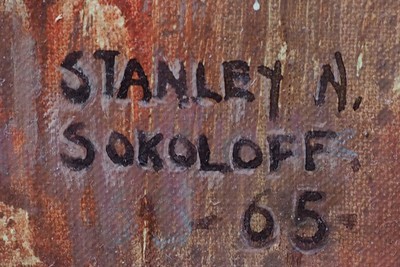 STANLEY N.
SOKOLOFF
-65-